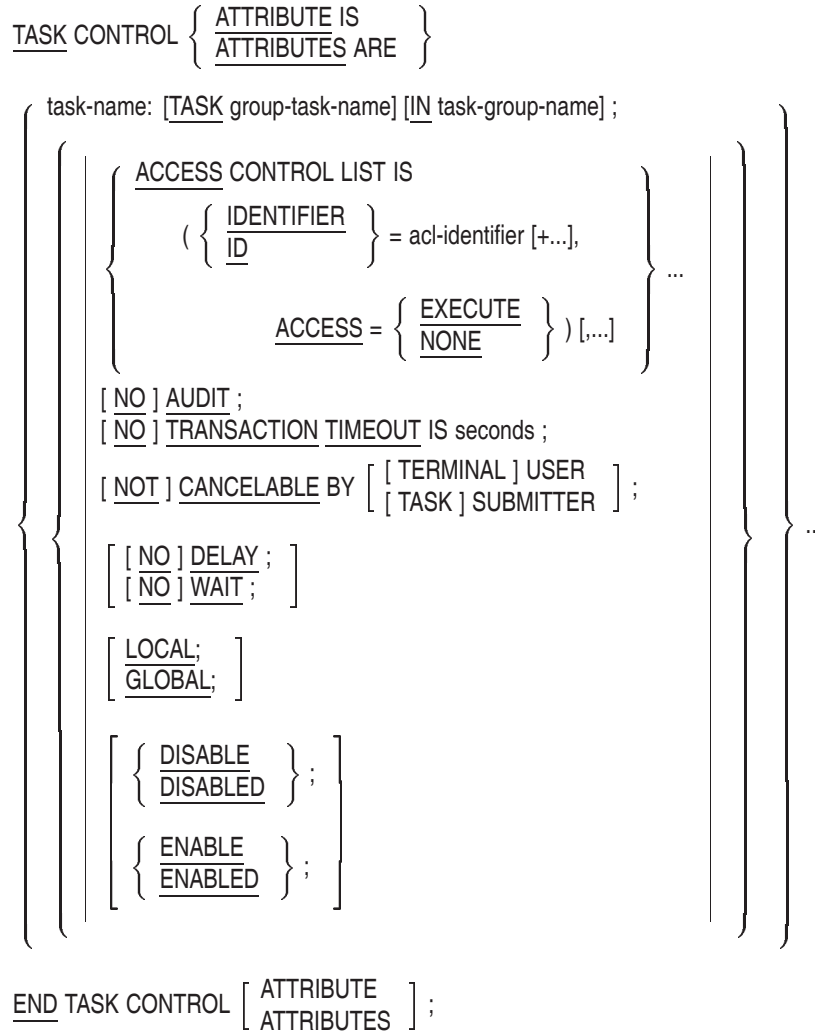 TASK CONTROL { ATTRIBUTE IS
ATTRIBUTES ARE }
task-name: [TASK group-task-name] [IN task-group-name] ;
ACCESS CONTROL LIST IS
( { IDENTIFIER
ID } = acl-identifier [+...],
...
ACCESS = { EXECUTE
NONE } ) [,...]
[ NO ] AUDIT ;
[ NO ] TRANSACTION TIMEOUT IS seconds ;
[ NOT ] CANCELABLE BY [ [ TERMINAL ] USER
[ TASK ] SUBMITTER ] ;
...
[ NO ] DELAY ;
[ NO ] WAIT ;
LOCAL;
GLOBAL;
{ DISABLE
DISABLED } ;
{ ENABLE
ENABLED } ;
END TASK CONTROL [ ATTRIBUTE
ATTRIBUTES ] ;